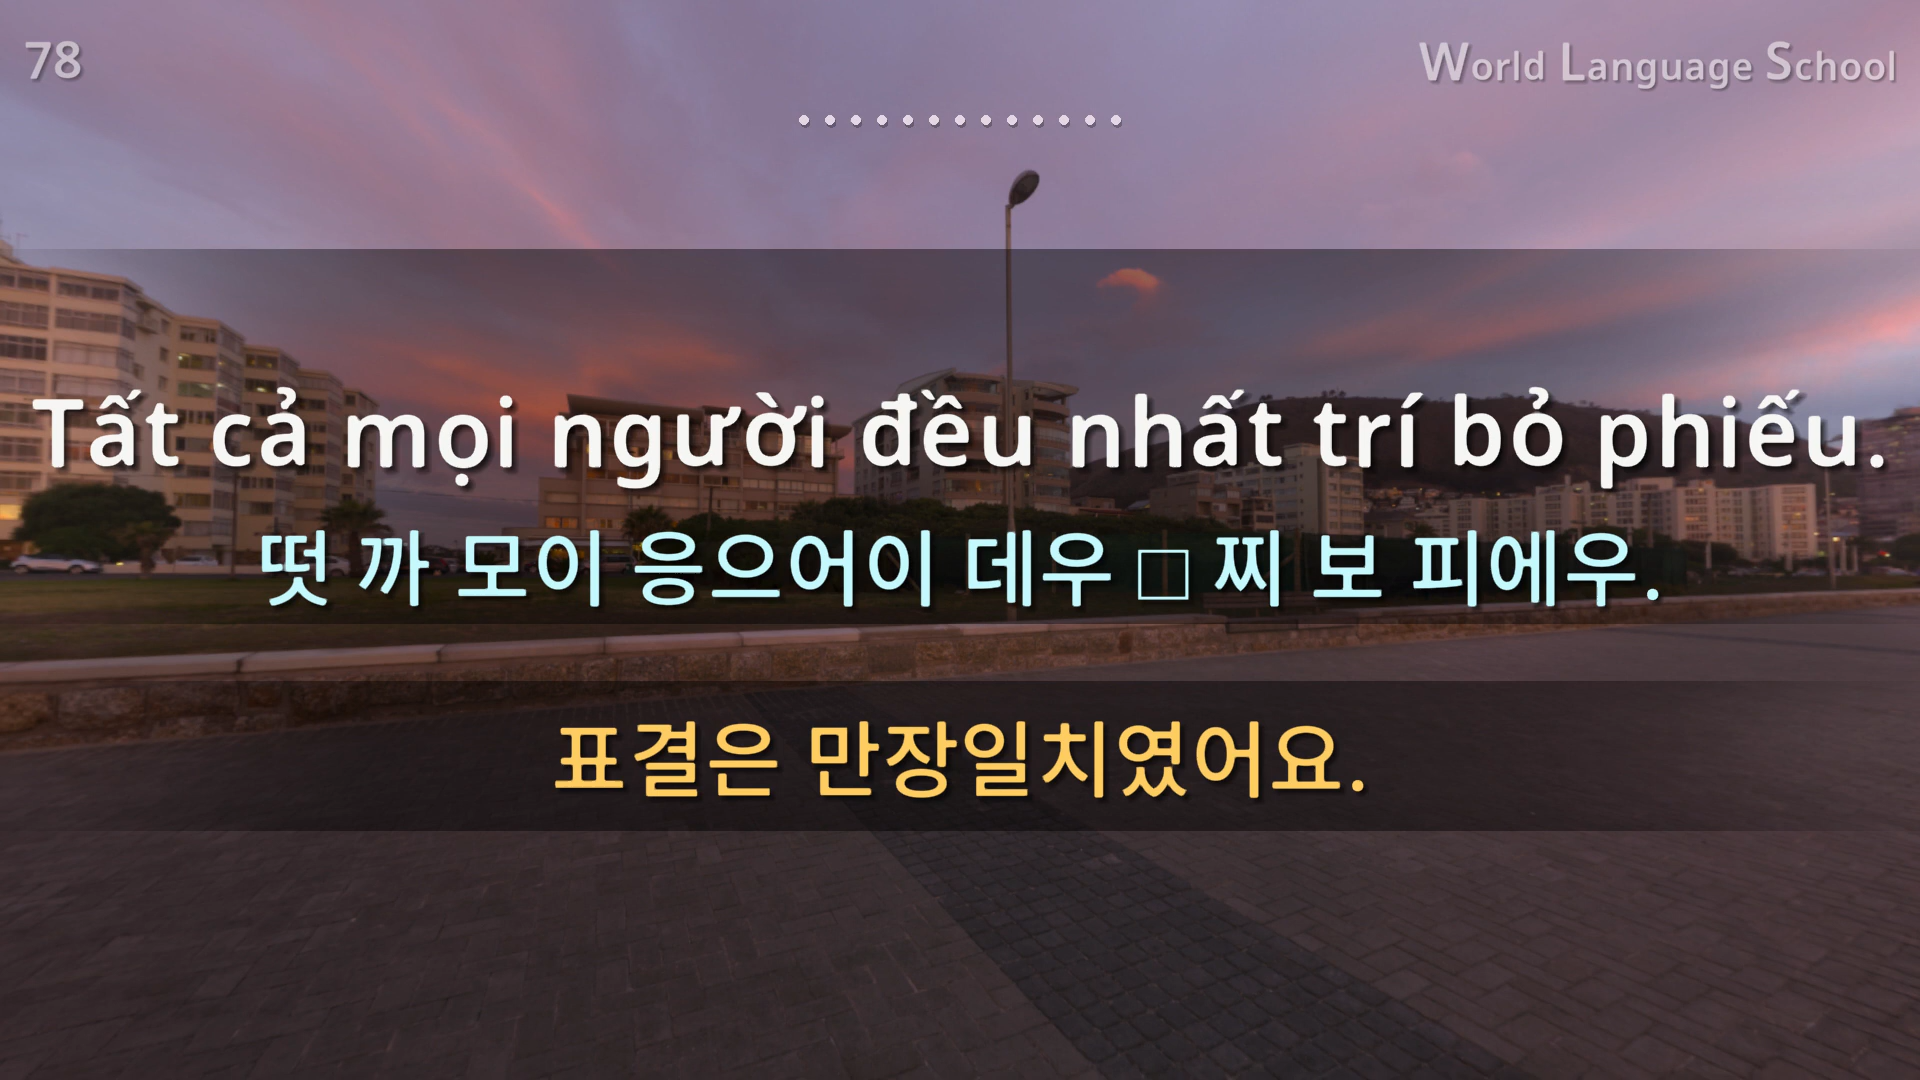 78
World Language School
Tất cả mọi người đều nhất trí bỏ phiếu.
떳 까 모이 응으어이 데우 □ 찌 보 피에우.
표결은 만장일치였어요.